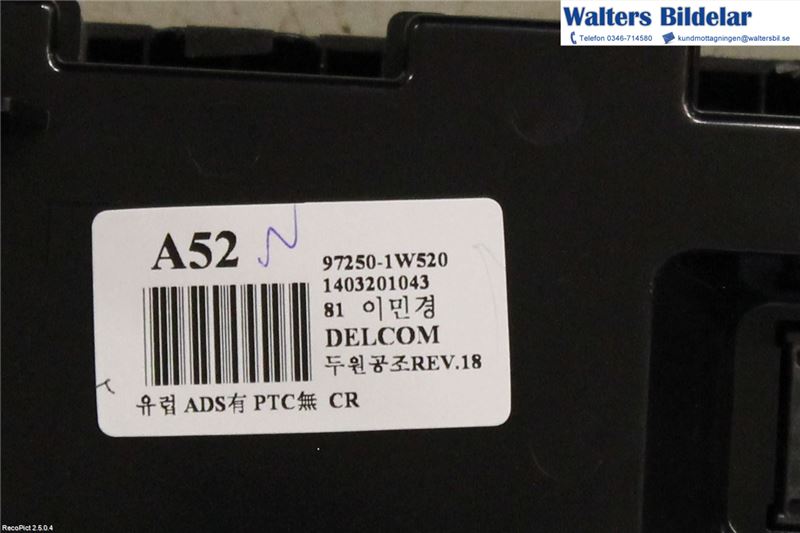 Walters Bildelar
Telefon 0346-714580 kundmottagningen@waltersbil.se
A52
97250-1W520
1403201043
81 이민경
DELCOM
두원공조REV.18
유럽 ADS有 PTC無 CR
RecoPict 2.5.0.4